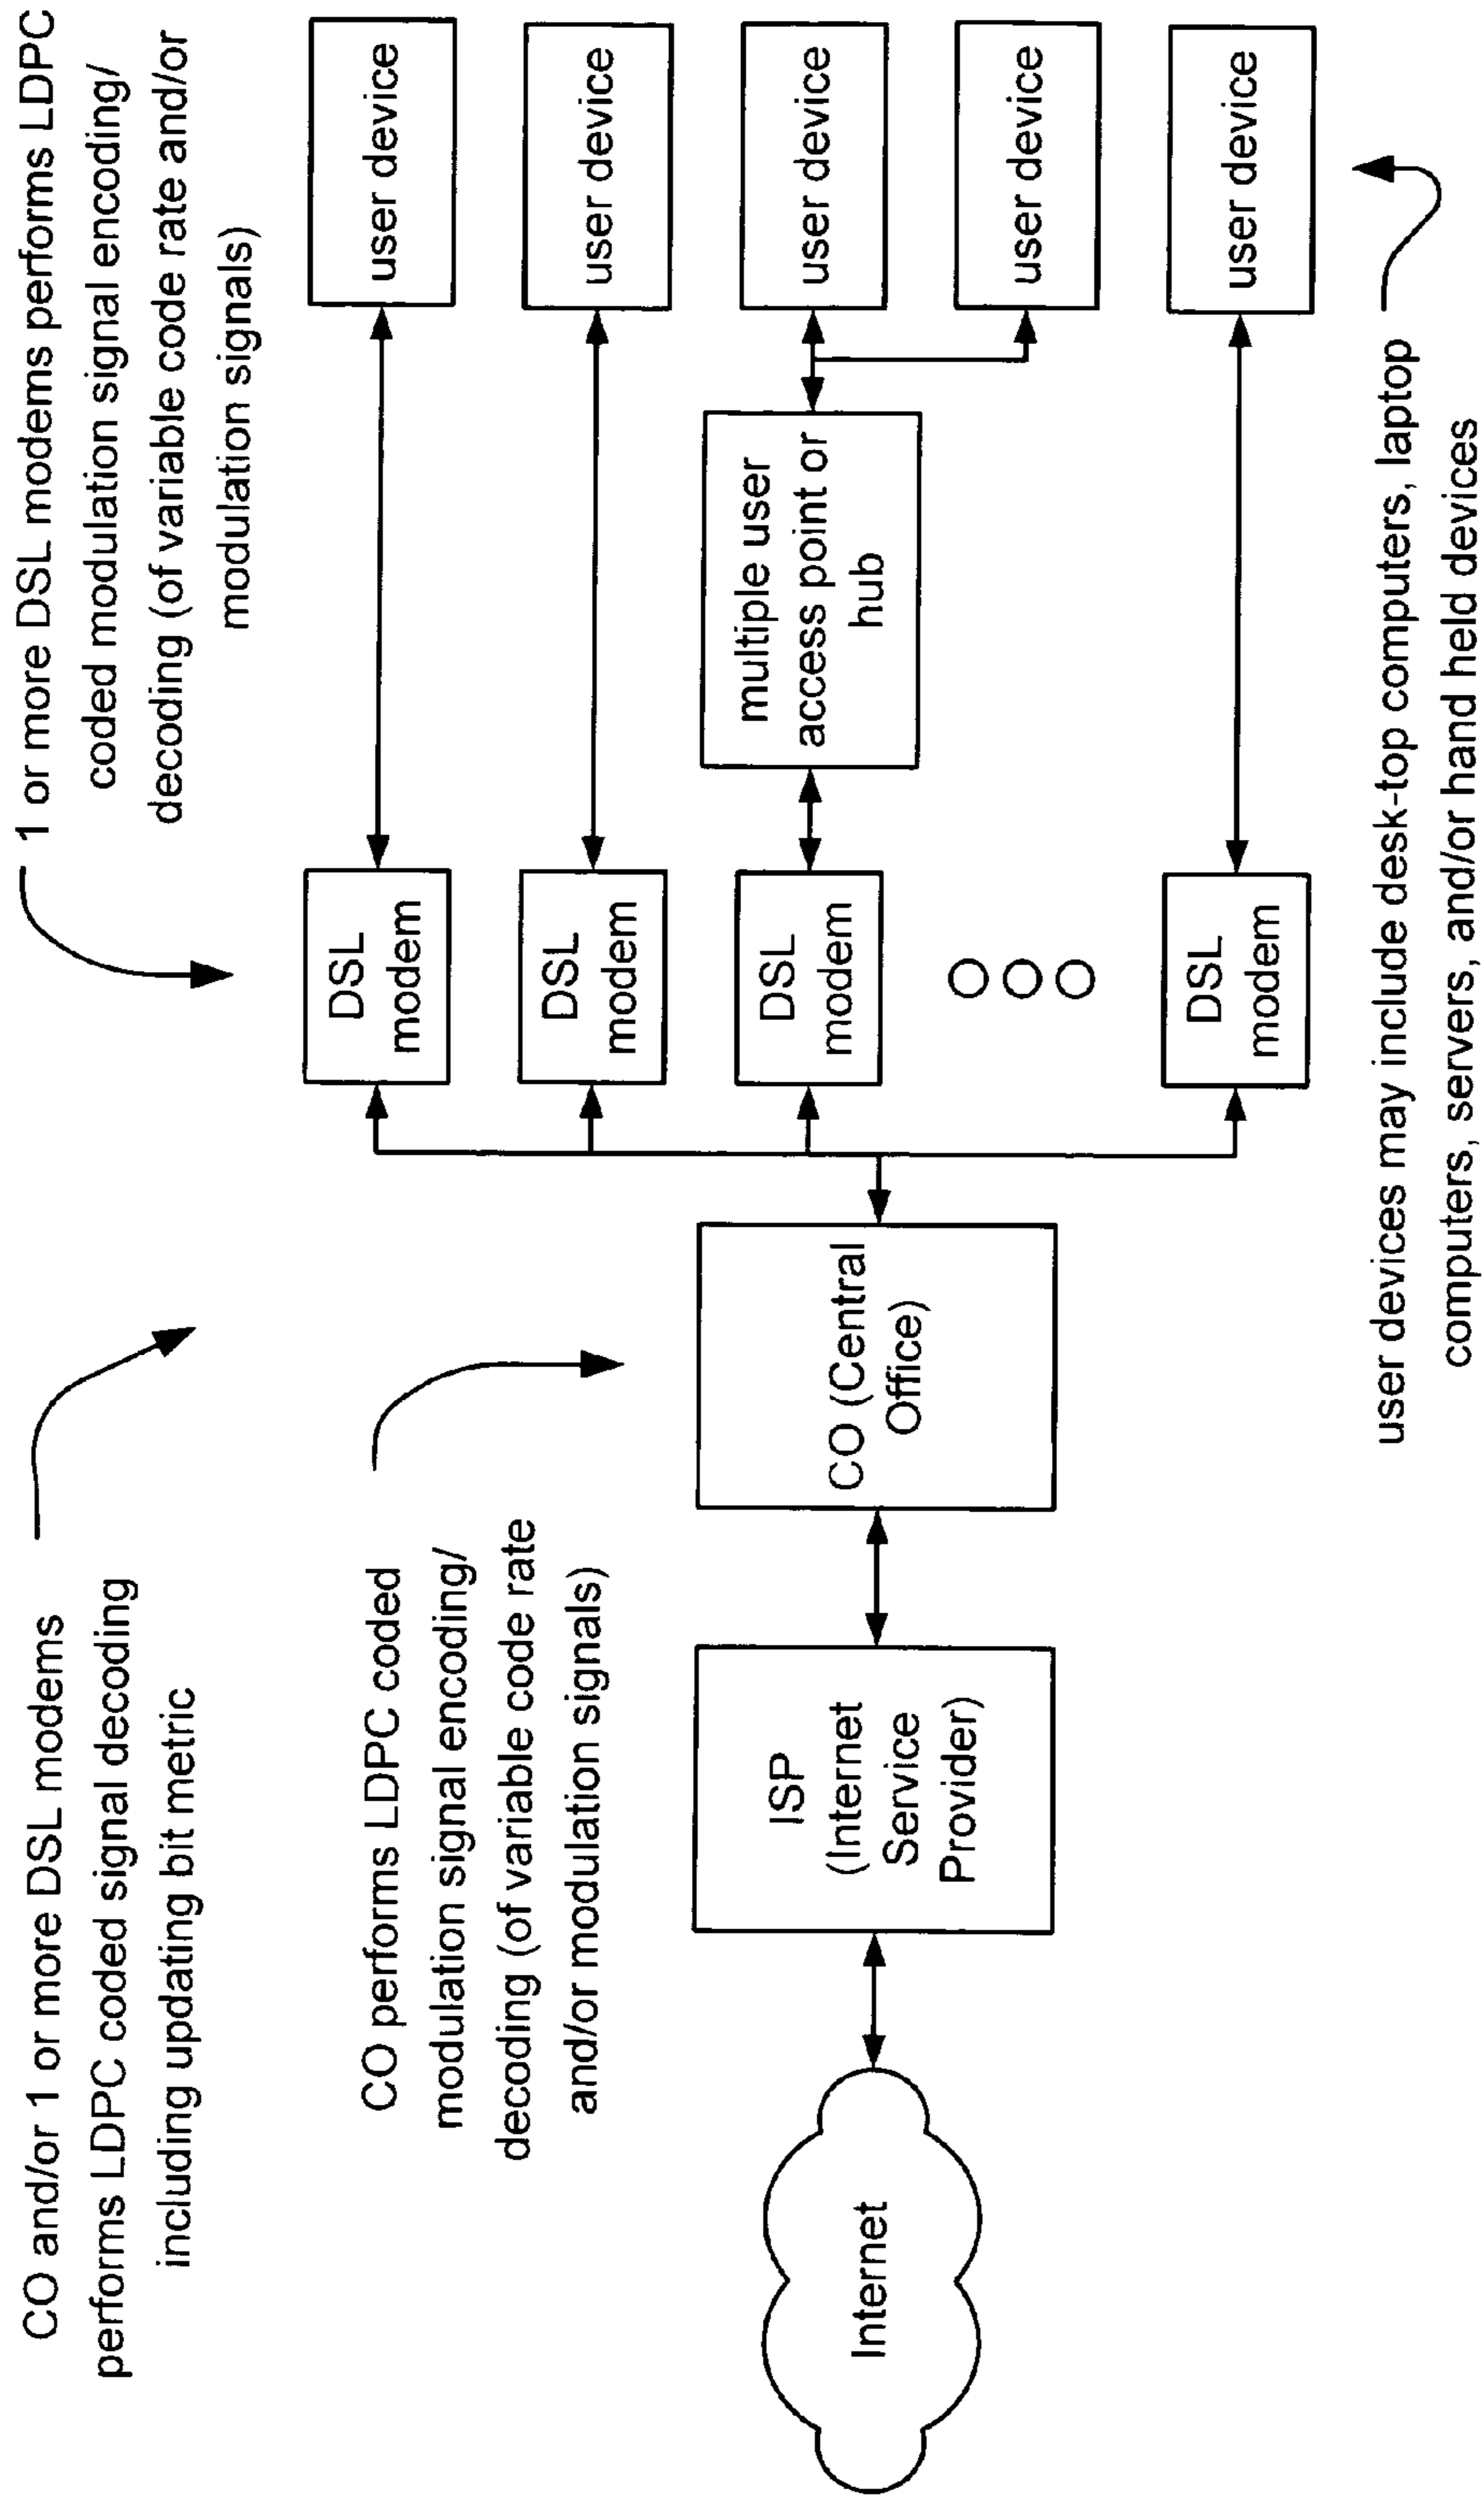 CO and/or 1 or more DSL modems
performs LDPC coded signal decoding
including updating bit metric
1 or more DSL modems performs LDPC
coded modulation signal encoding/
decoding (of variable code rate and/or
modulation signals)
CO performs LDPC coded
modulation signal encoding/
decoding (of variable code rate
and/or modulation signals)
Internet
ISP
(Internet
Service
Provider)
CO (Central
Office)
DSL
modem
user device
DSL
modem
user device
DSL
modem
multiple user
access point or
hub
user device
user device
DSL
modem
user device
user devices may include desk-top computers, laptop
computers, servers, and/or hand held devices